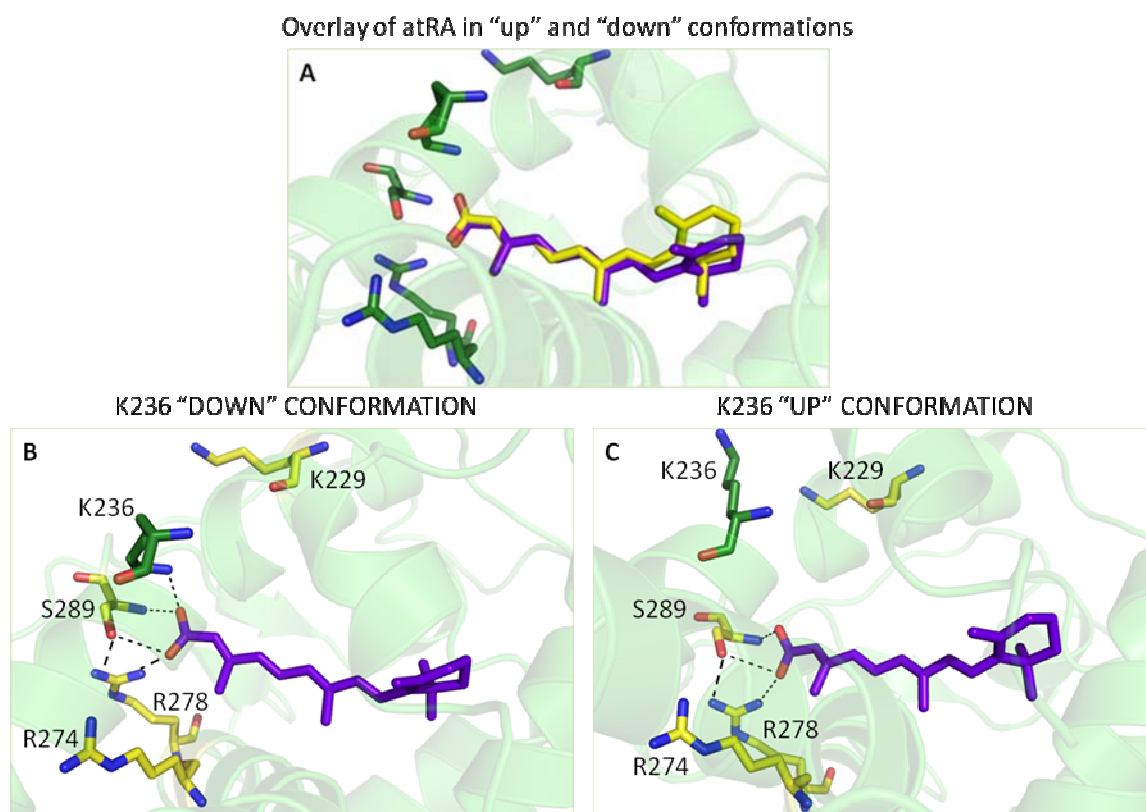 Overlay of atRA in “up” and “down” conformations
A
K236 “DOWN” CONFORMATION
K236 “UP” CONFORMATION
B
K229
K236
S289
R278
R274
C
K236
K229
S289
R278
R274